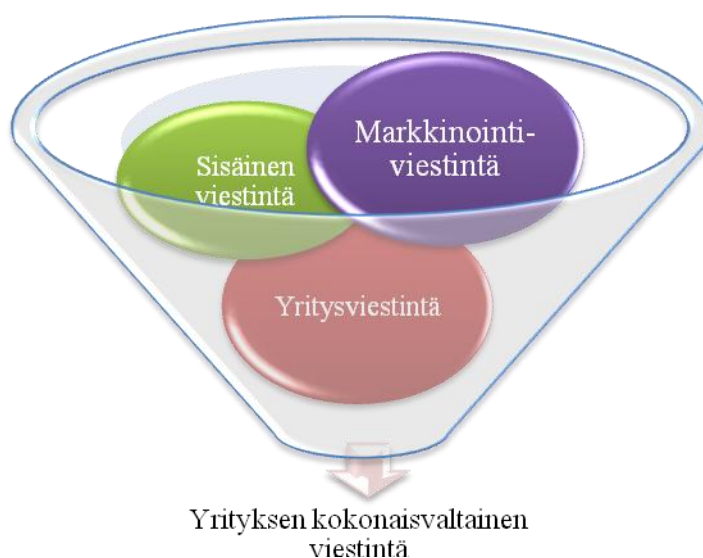 Markkinointi-
viestintä
Sisäinen
viestintä
Yritysviestintä
Yrityksen kokonaisvaltainen
viestintä